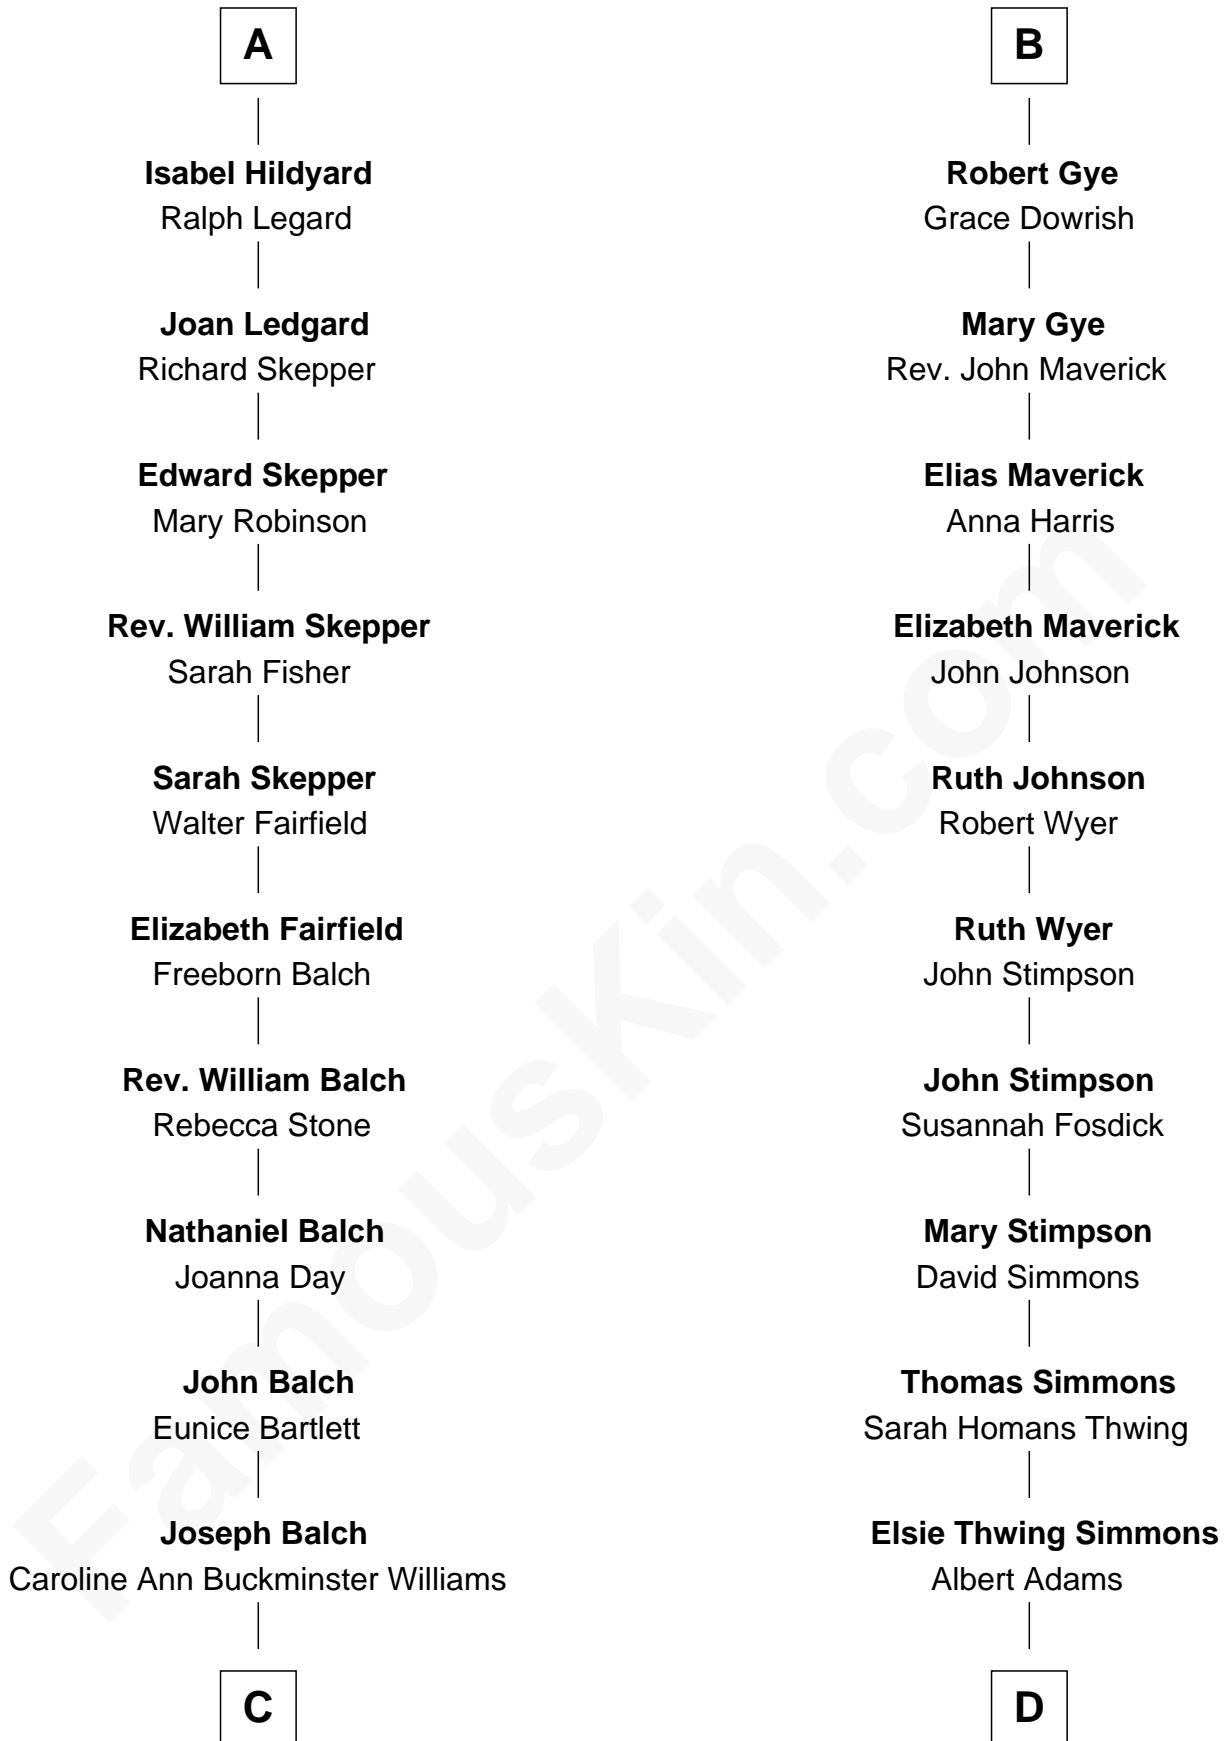 A
Isabel Hildyard
Ralph Legard
Joan Ledgard
Richard Skepper
Edward Skepper
Mary Robinson
Rev. William Skepper
Sarah Fisher
Sarah Skepper
Walter Fairfield
Elizabeth Fairfield
Freeborn Balch
Rev. William Balch
Rebecca Stone
Nathaniel Balch
Joanna Day
John Balch
Eunice Bartlett
Joseph Balch
Caroline Ann Buckminster Williams
C
B
Robert Gye
Grace Dowrish
Mary Gye
Rev. John Maverick
Elias Maverick
Anna Harris
Elizabeth Maverick
John Johnson
Ruth Johnson
Robert Wyer
Ruth Wyer
John Stimpson
John Stimpson
Susannah Fosdick
Mary Stimpson
David Simmons
Thomas Simmons
Sarah Homans Thwing
Elsie Thwing Simmons
Albert Adams
D
FamousKin.com